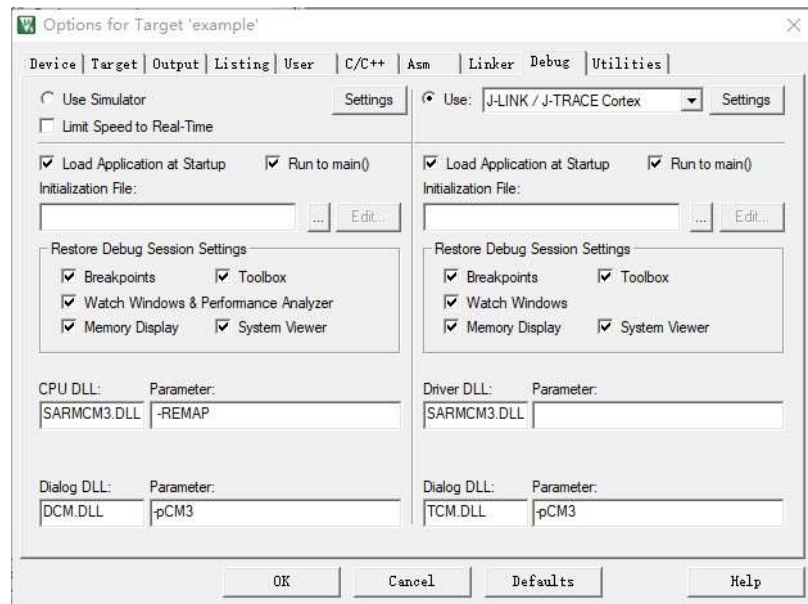 Options for Target 'example'
Device Target Output Listing User C/C++ Asm Linker Debug Utilities
Use Simulator
Settings
Limit Speed to Real-Time
Use: J-LINK / J-TRACE Cortex
Settings
Load Application at Startup
Run to main()
Initialization File:
...
Edit...
Restore Debug Session Settings
Breakpoints
Toolbox
Watch Windows & Performance Analyzer
Memory Display
System Viewer
CPU DLL:
Parameter:
SARMCM3.DLL
-REMAP
Dialog DLL:
Parameter:
DCM.DLL
-pCM3
Load Application at Startup
Run to main()
Initialization File:
...
Edit...
Restore Debug Session Settings
Breakpoints
Toolbox
Watch Windows
Memory Display
System Viewer
Driver DLL:
Parameter:
SARMCM3.DLL
Dialog DLL:
Parameter:
TCM.DLL
-pCM3
OK
Cancel
Defaults
Help